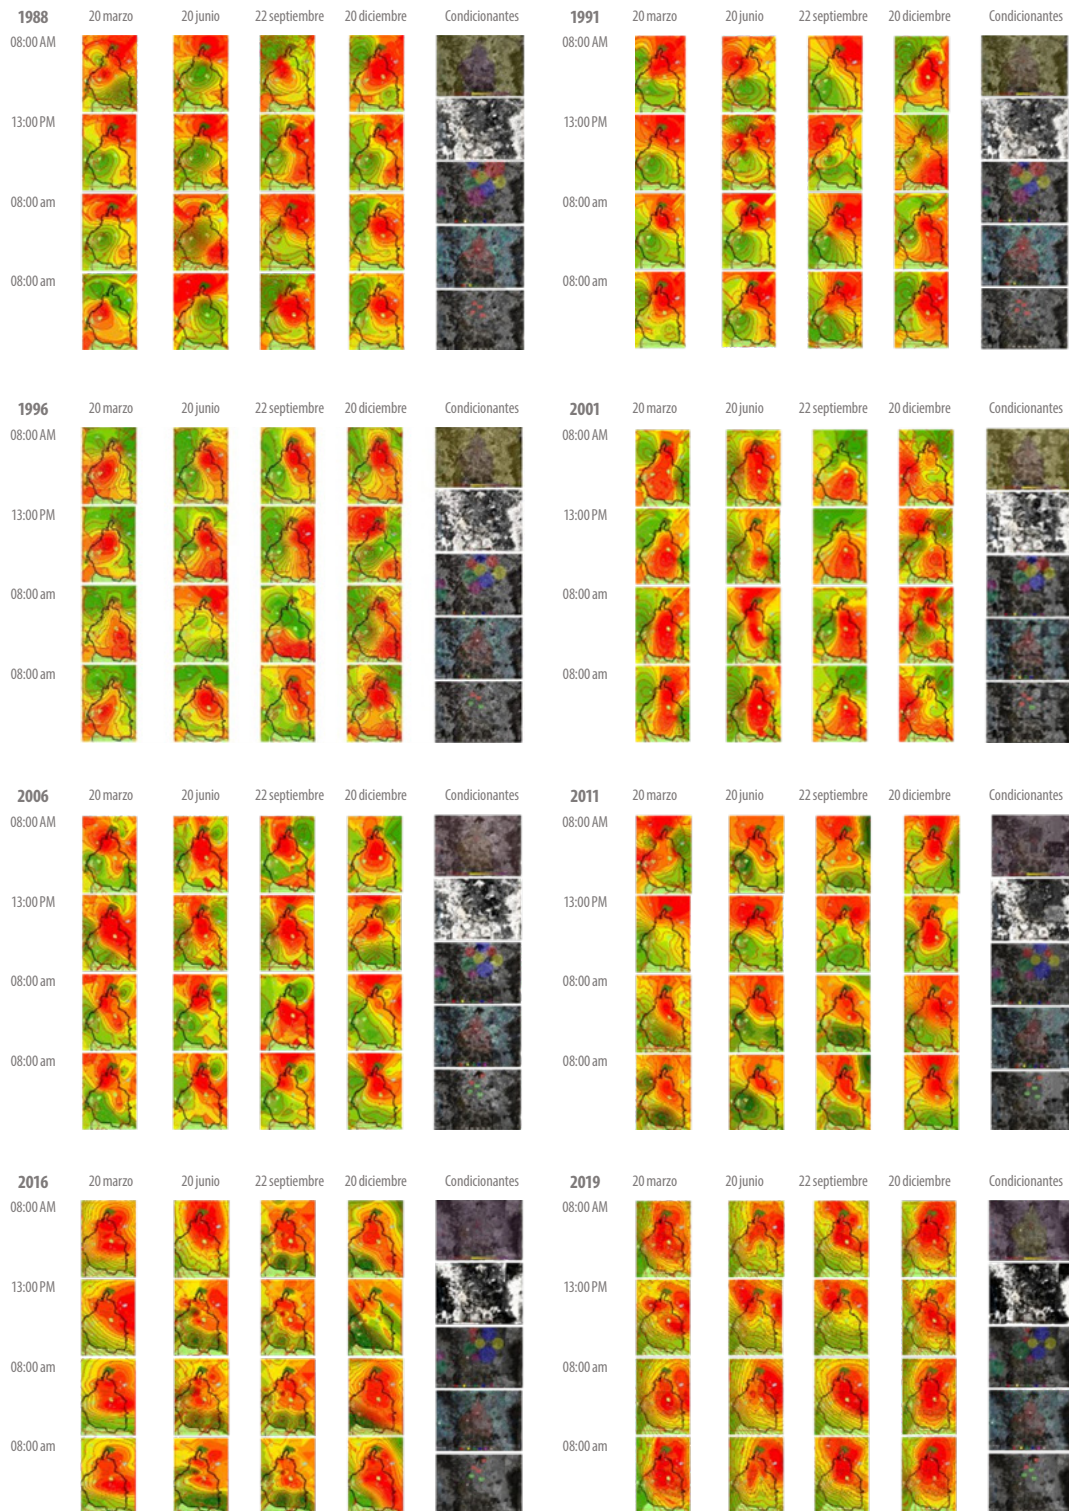 1988 20 marzo 20 junio 22 septiembre 20 diciembre Condicionantes
08:00 AM
13:00 PM
08:00 am
08:00 am
1991 20 marzo 20 junio 22 septiembre 20 diciembre Condicionantes
08:00 AM
13:00 PM
08:00 am
08:00 am
1996 20 marzo 20 junio 22 septiembre 20 diciembre Condicionantes
08:00 AM
13:00 PM
08:00 am
08:00 am
2001 20 marzo 20 junio 22 septiembre 20 diciembre Condicionantes
08:00 AM
13:00 PM
08:00 am
08:00 am
2006 20 marzo 20 junio 22 septiembre 20 diciembre Condicionantes
08:00 AM
13:00 PM
08:00 am
08:00 am
2011 20 marzo 20 junio 22 septiembre 20 diciembre Condicionantes
08:00 AM
13:00 PM
08:00 am
08:00 am
2016 20 marzo 20 junio 22 septiembre 20 diciembre Condicionantes
08:00 AM
13:00 PM
08:00 am
08:00 am
2019 20 marzo 20 junio 22 septiembre 20 diciembre Condicionantes
08:00 AM
13:00 PM
08:00 am
08:00 am